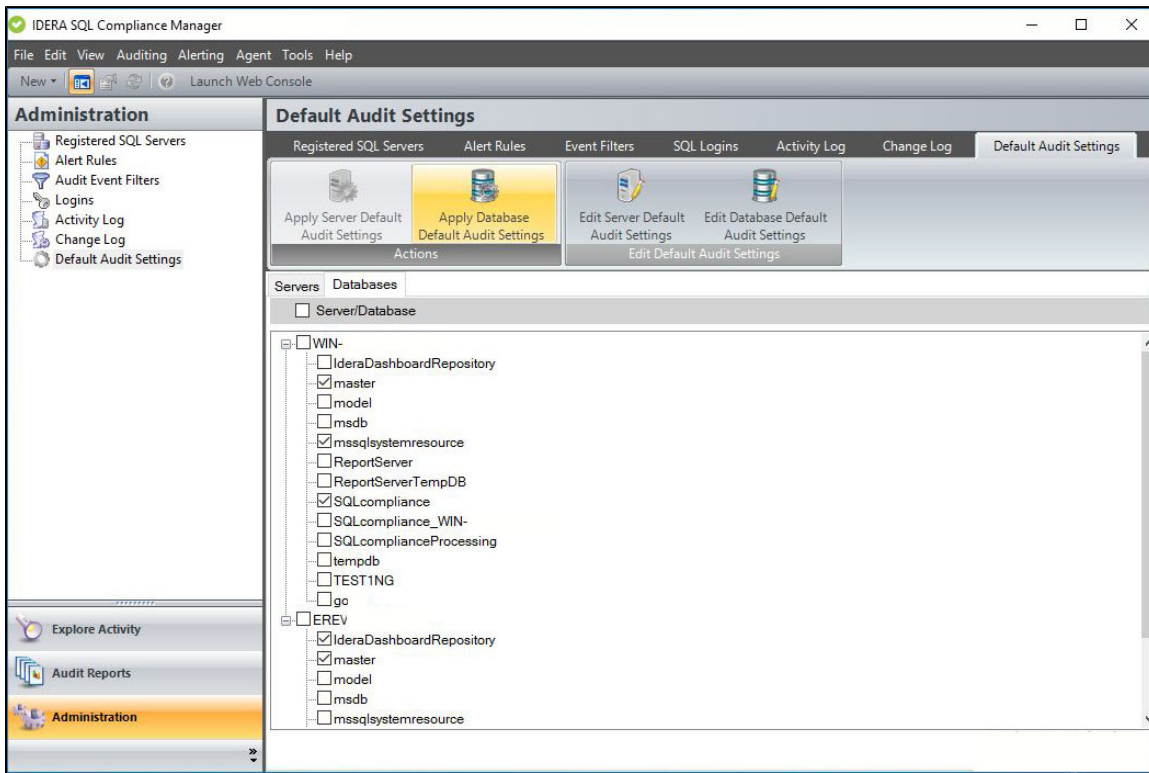 IDERA SQL Compliance Manager
File Edit View Auditing Alerting Agent Tools Help
New Launch Web Console
Administration
Registered SQL Servers
Alert Rules
Audit Event Filters
Logins
Activity Log
Change Log
Default Audit Settings
Explore Activity
Audit Reports
Administration
Default Audit Settings
Registered SQL Servers Alert Rules Event Filters SQL Logins Activity Log Change Log Default Audit Settings
Apply Server Default Audit Settings
Apply Database Default Audit Settings
Actions
Edit Server Default Audit Settings
Edit Database Default Audit Settings
Edit Default Audit Settings
Servers Databases
Server/Database
WIN-
IderaDashboardRepository
master
model
msdb
mssqlsystemresource
ReportServer
ReportServerTempDB
SQLcompliance
SQLcompliance_WIN-
SQLcomplianceProcessing
tempdb
TEST1NG
go
EREV
IderaDashboardRepository
master
model
msdb
mssqlsystemresource